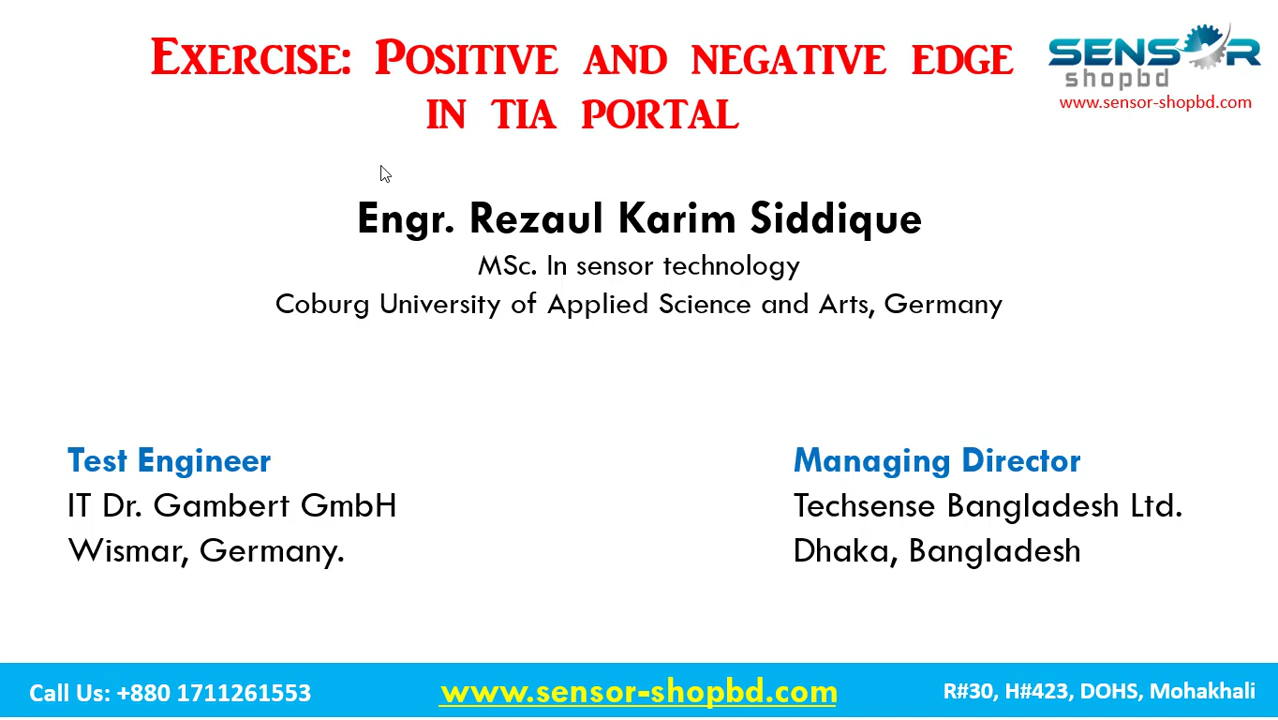 Exercise: Positive and negative edge
in tia portal
SENSOR
shopbd
www.sensor-shopbd.com
Engr. Rezaul Karim Siddique
MSc. In sensor technology
Coburg University of Applied Science and Arts, Germany
Test Engineer
IT Dr. Gambert GmbH
Wismar, Germany.
Managing Director
Techsense Bangladesh Ltd.
Dhaka, Bangladesh
Call Us: +880 1711261553
www.sensor-shopbd.com
R#30, H#423, DOHS, Mohakhali